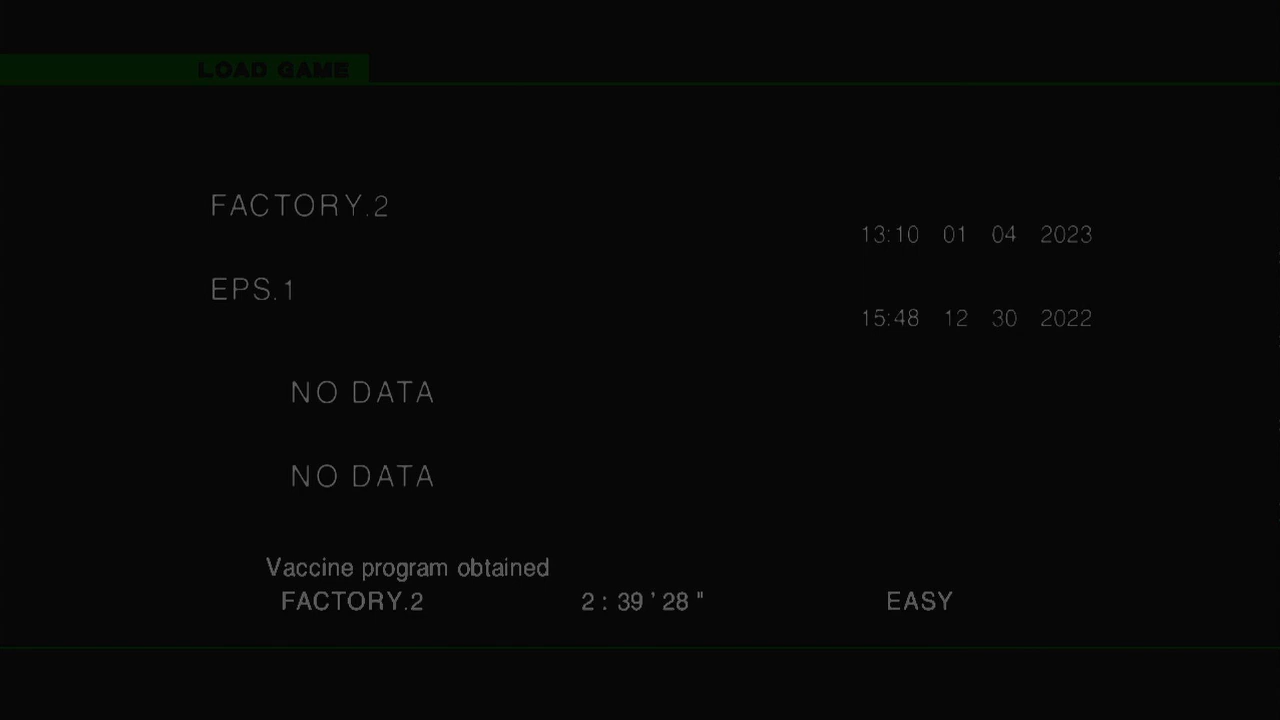 LOAD GAME
FACTORY.2
13:10 01 04 2023
EPS.1
15:48 12 30 2022
NO DATA
NO DATA
Vaccine program obtained
FACTORY.2 2 : 39 ' 28 " EASY